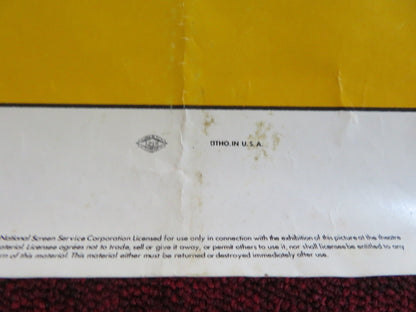 LITHO. IN U.S.A.
National Screen Service Corporation Licensed for use only in connection with the exhibition of this picture at the theatre
aterial. Licensee agrees not to trade, sell or give it away, or permit others to use it, nor shall licensee be entitled to any
rn of this material. This material either must be returned or destroyed immediately after use.